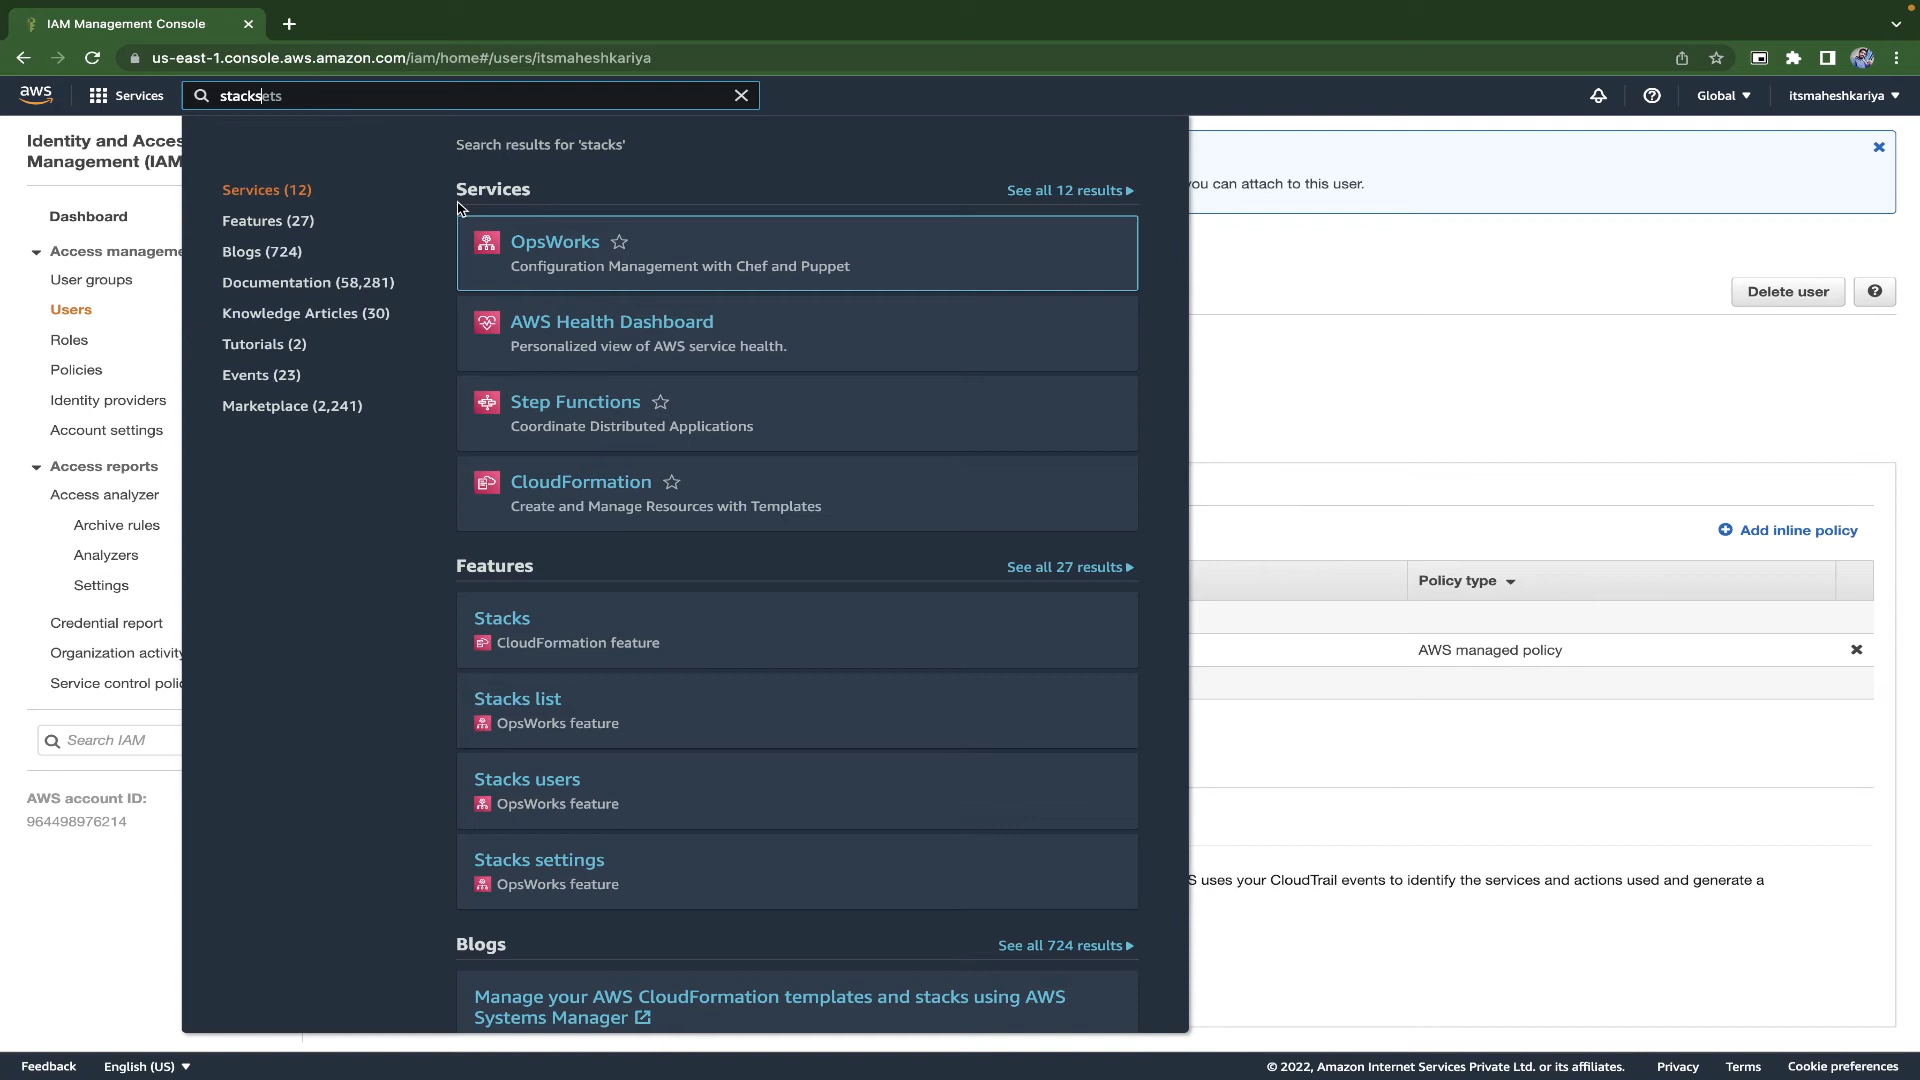 IAM Management Console
us-east-1.console.aws.amazon.com/iam/home#/users/itsmaheshkariya
aws
Services
stacksets
Global
itsmaheshkariya
Identity and Acces
Management (IAM
Dashboard
Access manageme
User groups
Users
Roles
Policies
Identity providers
Account settings
Access reports
Access analyzer
Archive rules
Analyzers
Settings
Credential report
Organization activity
Service control polic
Search IAM
AWS account ID:
964498976214
Services (12)
Features (27)
Blogs (724)
Documentation (58,281)
Knowledge Articles (30)
Tutorials (2)
Events (23)
Marketplace (2,241)
Search results for 'stacks'
Services
See all 12 results
OpsWorks
Configuration Management with Chef and Puppet
AWS Health Dashboard
Personalized view of AWS service health.
Step Functions
Coordinate Distributed Applications
CloudFormation
Create and Manage Resources with Templates
Features
See all 27 results
Stacks
CloudFormation feature
Stacks list
OpsWorks feature
Stacks users
OpsWorks feature
Stacks settings
OpsWorks feature
Blogs
See all 724 results
Manage your AWS CloudFormation templates and stacks using AWS
Systems Manager
you can attach to this user.
Delete user
Add inline policy
Policy type
AWS managed policy
S uses your CloudTrail events to identify the services and actions used and generate a
Feedback
English (US)
© 2022, Amazon Internet Services Private Ltd. or its affiliates.
Privacy
Terms
Cookie preferences